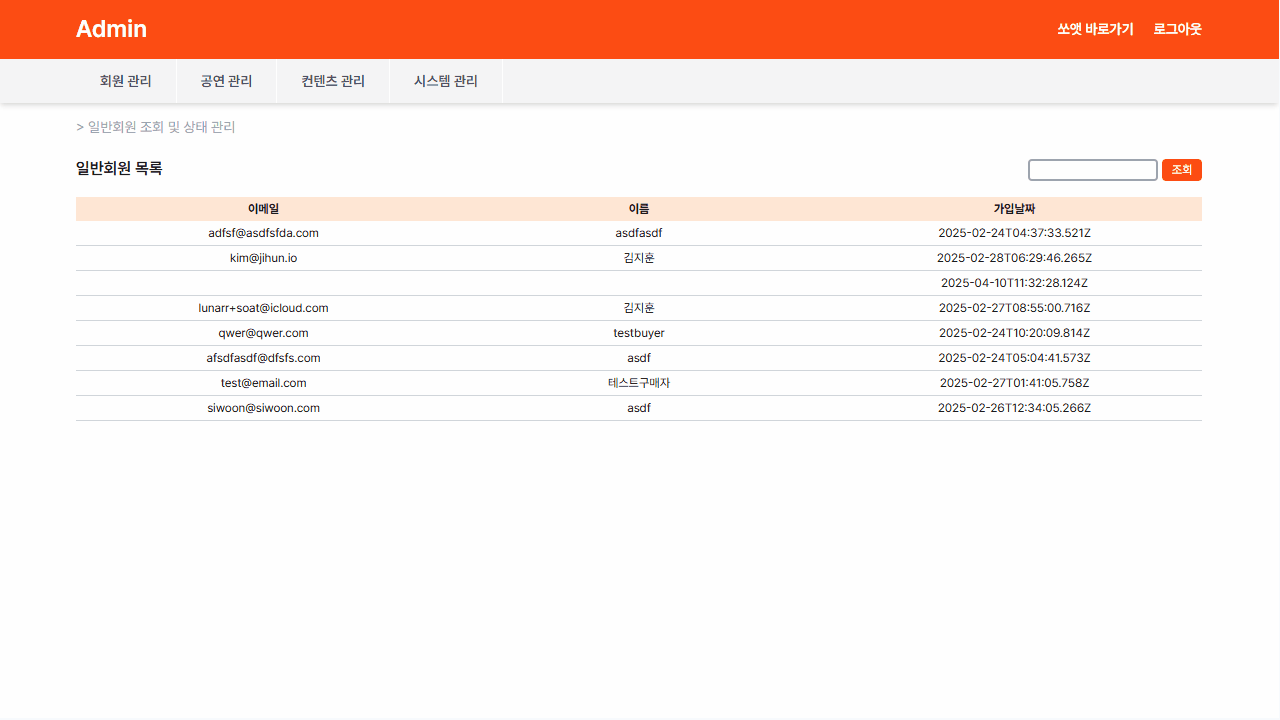 Admin 쏘앳 바로가기 로그아웃
회원 관리 공연 관리 컨텐츠 관리 시스템 관리
> 일반회원 조회 및 상태 관리
일반회원 목록 조회
이메일 이름 가입날짜
adfsf@asdfsfda.com asdfasdf 2025-02-24T04:37:33.521Z
kim@jihun.io 김지훈 2025-02-28T06:29:46.265Z
2025-04-10T11:32:28.124Z
lunarr+soat@icloud.com 김지훈 2025-02-27T08:55:00.716Z
qwer@qwer.com testbuyer 2025-02-24T10:20:09.814Z
afsdfasdf@dfsfs.com asdf 2025-02-24T05:04:41.573Z
test@email.com 테스트구매자 2025-02-27T01:41:05.758Z
siwoon@siwoon.com asdf 2025-02-26T12:34:05.266Z